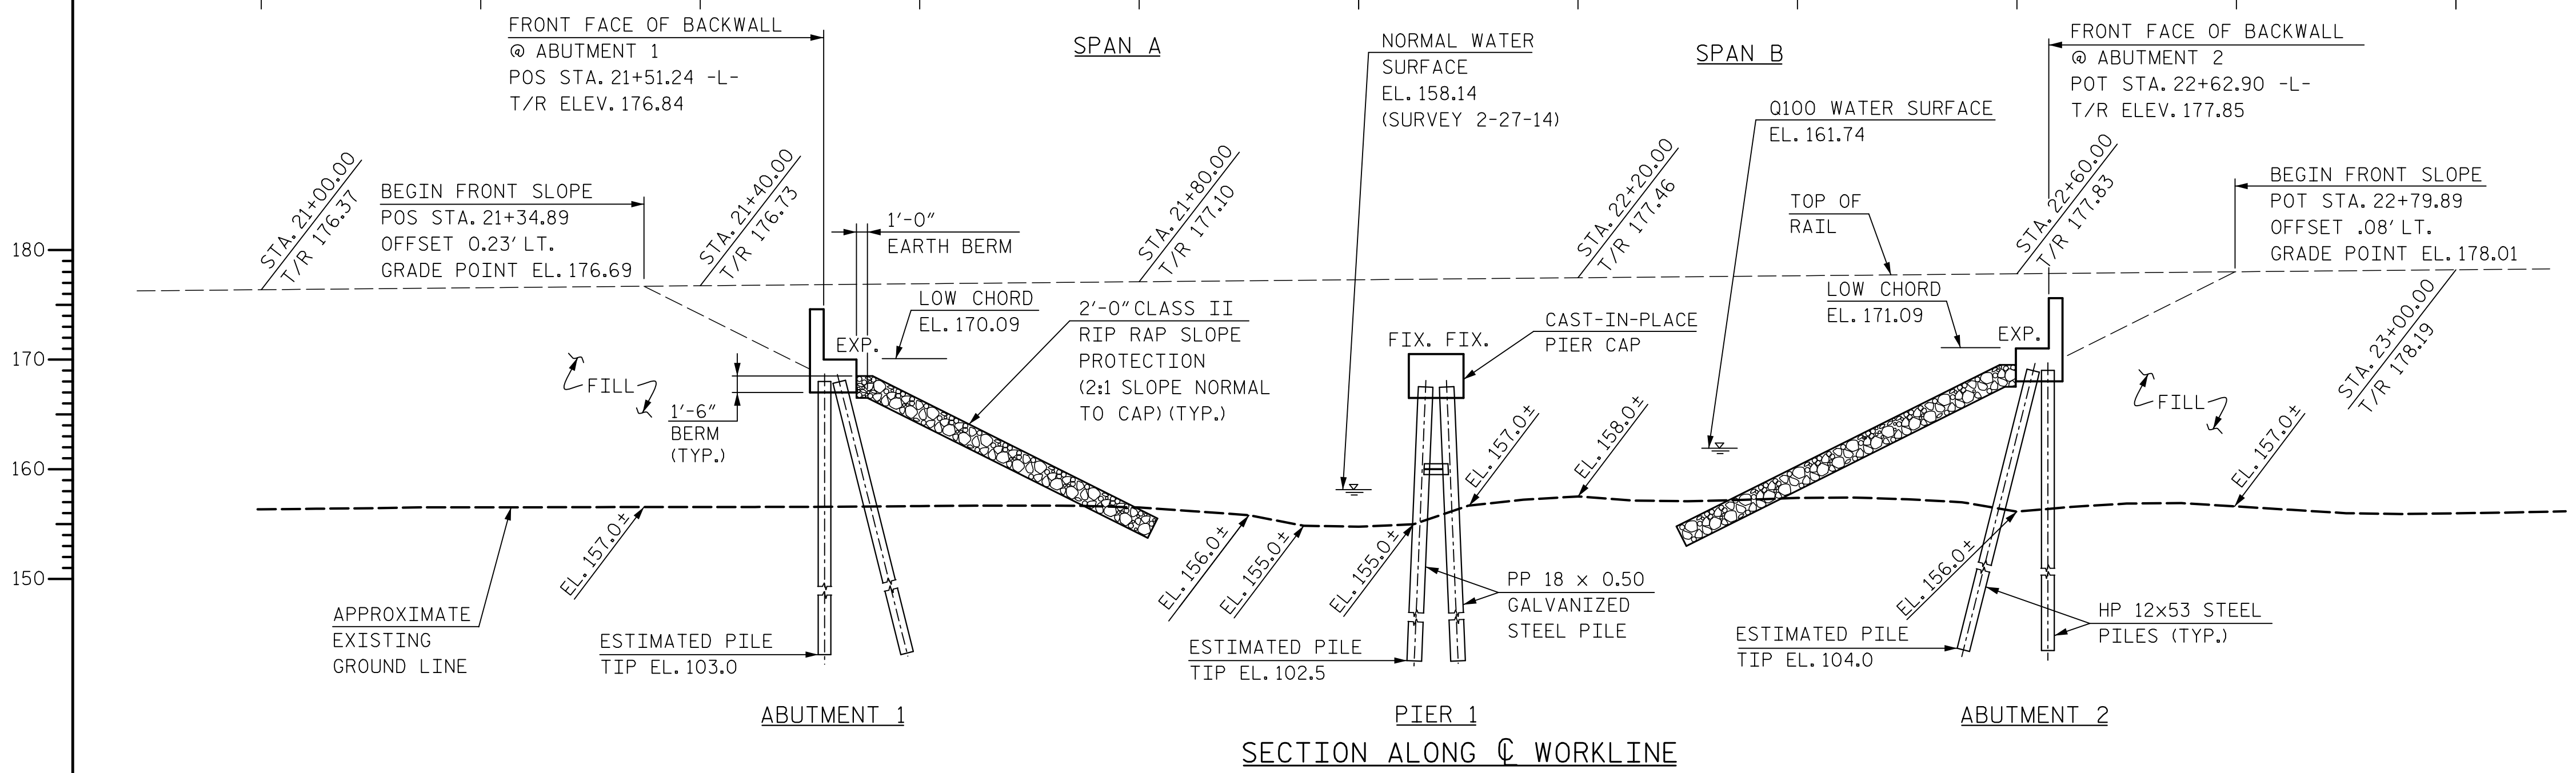 FRONT FACE OF BACKWALL
@ ABUTMENT 1
POS STA. 21+51.24 -L-
T/R ELEV. 176.84
SPAN A
NORMAL WATER
SURFACE
EL. 158.14
(SURVEY 2-27-14)
SPAN B
Q100 WATER SURFACE
EL. 161.74
FRONT FACE OF BACKWALL
@ ABUTMENT 2
POT STA. 22+62.90 -L-
T/R ELEV. 177.85
STA. 21+00.00
T/R 176.37
BEGIN FRONT SLOPE
POS STA. 21+34.89
OFFSET 0.23' LT.
GRADE POINT EL. 176.69
STA. 21+40.00
T/R 176.73
1'-0"
EARTH BERM
STA. 21+80.00
T/R 177.10
STA. 22+20.00
T/R 177.46
TOP OF
RAIL
STA. 22+60.00
T/R 177.83
BEGIN FRONT SLOPE
POT STA. 22+79.89
OFFSET .08' LT.
GRADE POINT EL. 178.01
STA. 23+00.00
T/R 178.19
180
170
160
150
LOW CHORD
EL. 170.09
EXP.
2'-0" CLASS II
RIP RAP SLOPE
PROTECTION
(2:1 SLOPE NORMAL
TO CAP) (TYP.)
FIX. FIX.
CAST-IN-PLACE
PIER CAP
LOW CHORD
EL. 171.09
EXP.
FILL
1'-6"
BERM
(TYP.)
FILL
EL. 157.0±
EL. 156.0±
EL. 155.0±
EL. 155.0±
EL. 157.0±
EL. 158.0±
EL. 156.0±
EL. 157.0±
APPROXIMATE
EXISTING
GROUND LINE
ESTIMATED PILE
TIP EL. 103.0
ESTIMATED PILE
TIP EL. 102.5
PP 18 x 0.50
GALVANIZED
STEEL PILE
ESTIMATED PILE
TIP EL. 104.0
HP 12x53 STEEL
PILES (TYP.)
ABUTMENT 1
PIER 1
ABUTMENT 2
SECTION ALONG ℄ WORKLINE